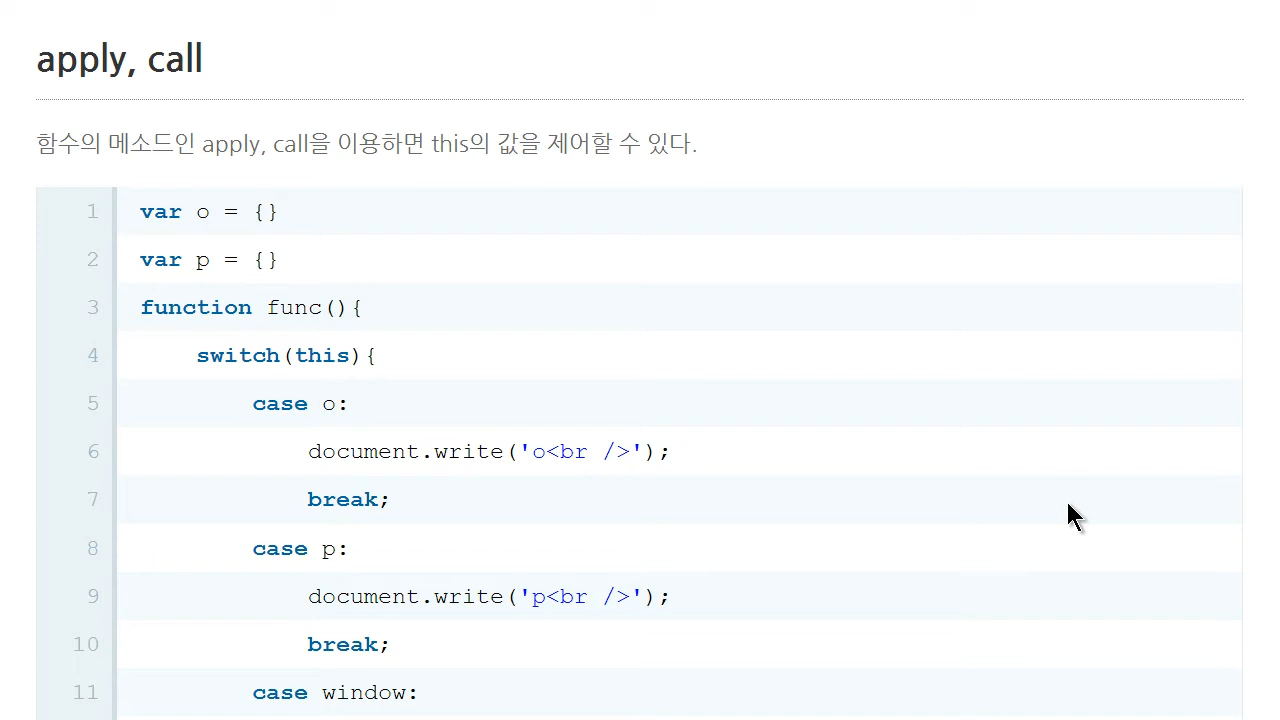 apply, call
함수의 메소드인 apply, call을 이용하면 this의 값을 제어할 수 있다.
1 var o = {}
2 var p = {}
3 function func(){
4     switch(this){
5         case o:
6             document.write('o<br />');
7             break;
8         case p:
9             document.write('p<br />');
10             break;
11         case window: